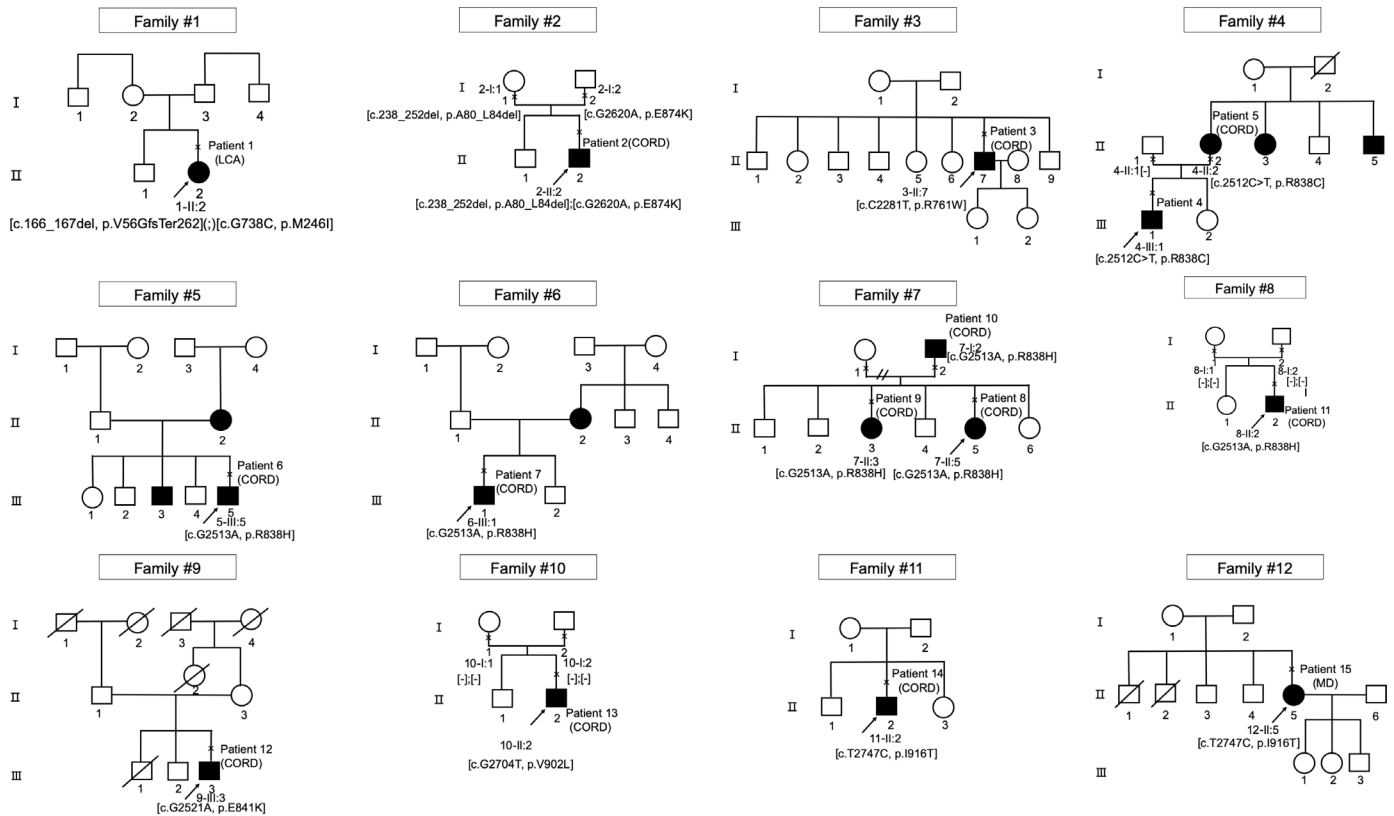 Family #1
I
1
2
3
4
Patient 1
(LCA)
II
1
2
1-II:2
[c.166_167del, p.V56GfsTer262](;)[c.G738C, p.M246I]
Family #2
I
2-I:1
1
2-I:2
2
[c.238_252del, p.A80_L84del]
[c.G2620A, p.E874K]
Patient 2(CORD)
II
1
2
2-II:2
[c.238_252del, p.A80_L84del];[c.G2620A, p.E874K]
Family #3
I
1
2
Patient 3
(CORD)
II
1
2
3
4
5
6
7
8
9
3-II:7
[c.C2281T, p.R761W]
III
1
2
Family #4
I
1
2
Patient 5
(CORD)
II
1
2
3
4
5
4-II:1[-]
4-II:2
[c.2512C>T, p.R838C]
Patient 4
III
1
2
4-III:1
[c.2512C>T, p.R838C]
Family #5
I
1
2
3
4
II
1
2
Patient 6
(CORD)
III
1
2
3
4
5
5-III:5
[c.G2513A, p.R838H]
Family #6
I
1
2
3
4
II
1
2
3
4
Patient 7
(CORD)
III
1
2
6-III:1
[c.G2513A, p.R838H]
Family #7
Patient 10
(CORD)
7-I:2
I
[c.G2513A, p.R838H]
1
2
Patient 9
(CORD)
Patient 8
(CORD)
II
1
2
3
4
5
6
7-II:3
7-II:5
[c.G2513A, p.R838H]
[c.G2513A, p.R838H]
Family #8
I
1
2
8-I:1
8-I:2
[-];[-]
[-];[-]
II
1
2
Patient 11
(CORD)
8-II:2
[c.G2513A, p.R838H]
Family #9
I
1
2
3
4
2
II
1
3
Patient 12
(CORD)
III
1
2
3
9-III:3
[c.G2521A, p.E841K]
Family #10
I
1
2
10-I:1
10-I:2
[-];[-]
[-];[-]
II
1
2
Patient 13
(CORD)
10-II:2
[c.G2704T, p.V902L]
Family #11
I
1
2
Patient 14
(CORD)
II
1
2
3
11-II:2
[c.T2747C, p.I916T]
Family #12
I
1
2
Patient 15
(MD)
II
1
2
3
4
5
6
12-II:5
[c.T2747C, p.I916T]
III
1
2
3